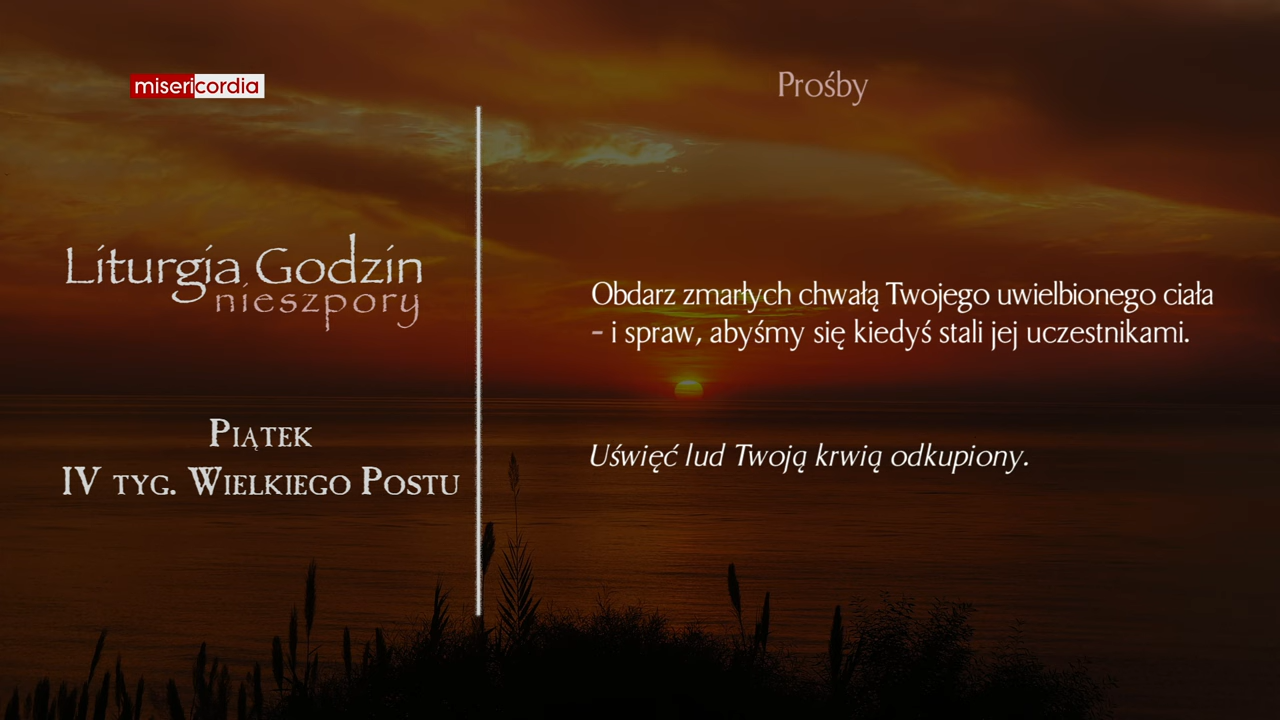 misericordia
Liturgia Godzin
nieszpory
Piątek
IV tyg. Wielkiego Postu
Prośby
Obdarz zmarłych chwałą Twojego uwielbionego ciała
- i spraw, abyśmy się kiedyś stali jej uczestnikami.
Uświęć lud Twoją krwią odkupiony.